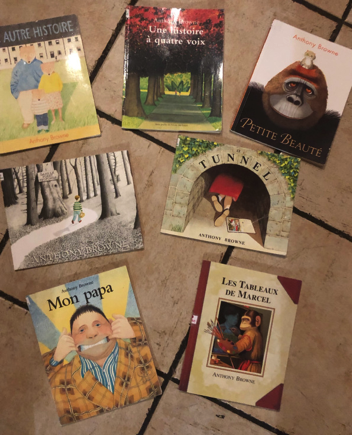 AUTRE HISTOIRE
Anthony Browne
Anthony Browne
Une histoire
à quatre voix
Anthony Browne
PETITE BEAUTÉ
ANTHONY BROWNE
TUNNEL
ANTHONY BROWNE
Anthony Browne
Mon papa
LES TABLEAUX
DE MARCEL
ANTHONY BROWNE